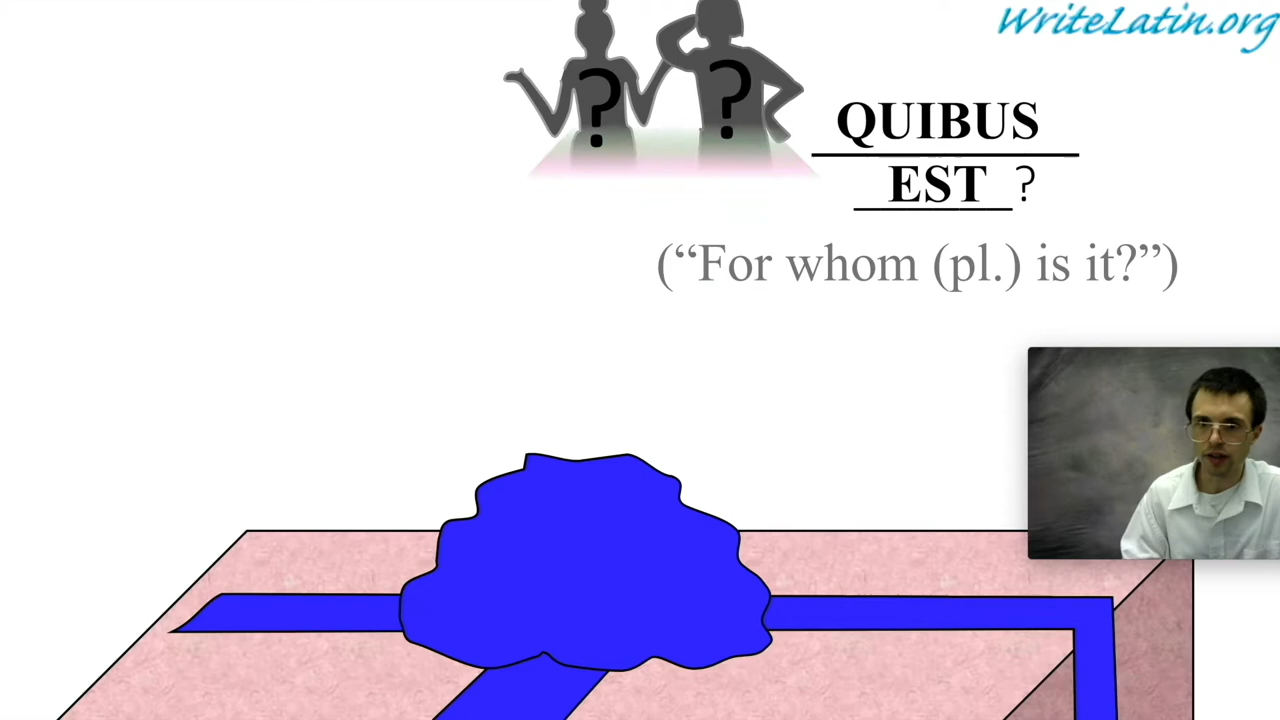 WriteLatin.org
? ?
QUIBUS
EST ?
(“For whom (pl.) is it?”)